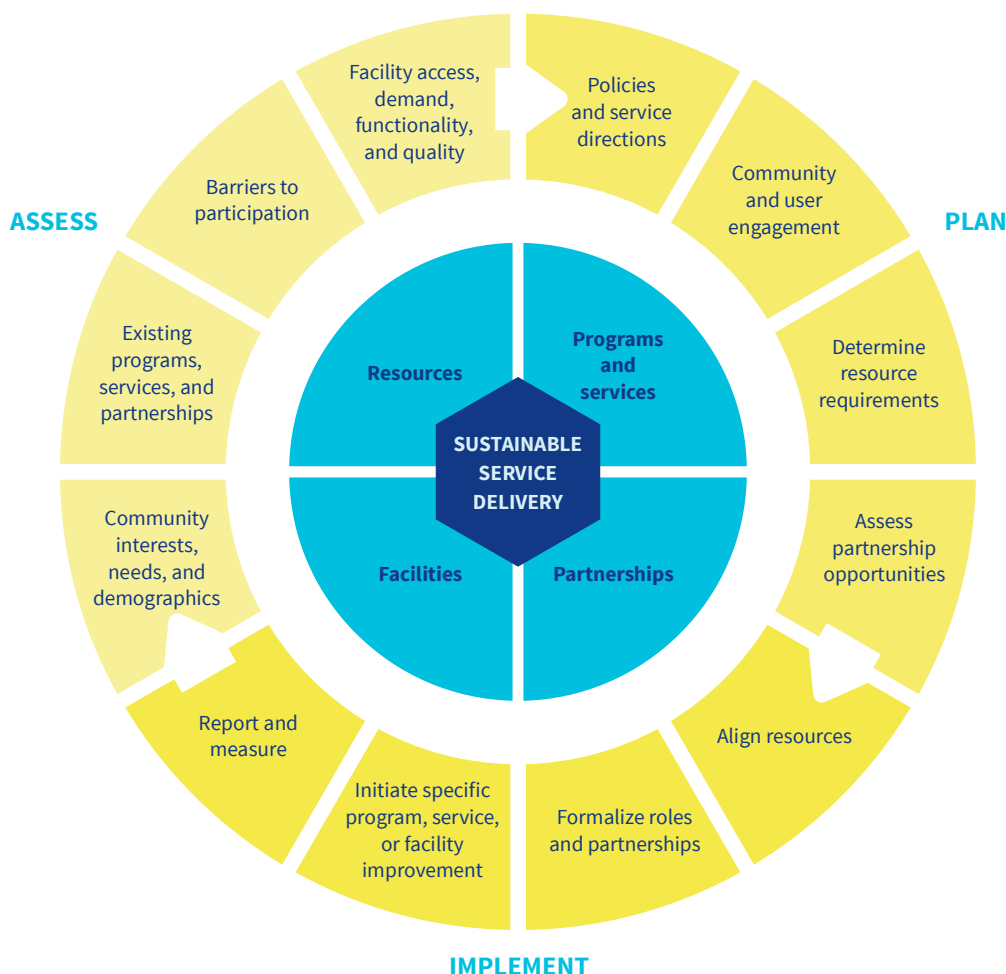 Facility access,
demand,
functionality,
and quality
Policies
and service
directions
Barriers to
participation
Community
and user
engagement
ASSESS
PLAN
Existing
programs,
services, and
partnerships
Resources
Programs
and
services
Determine
resource
requirements
SUSTAINABLE
SERVICE
DELIVERY
Community
interests,
needs, and
demographics
Facilities
Partnerships
Assess
partnership
opportunities
Report and
measure
Align resources
Initiate specific
program, service,
or facility
improvement
Formalize roles
and partnerships
IMPLEMENT